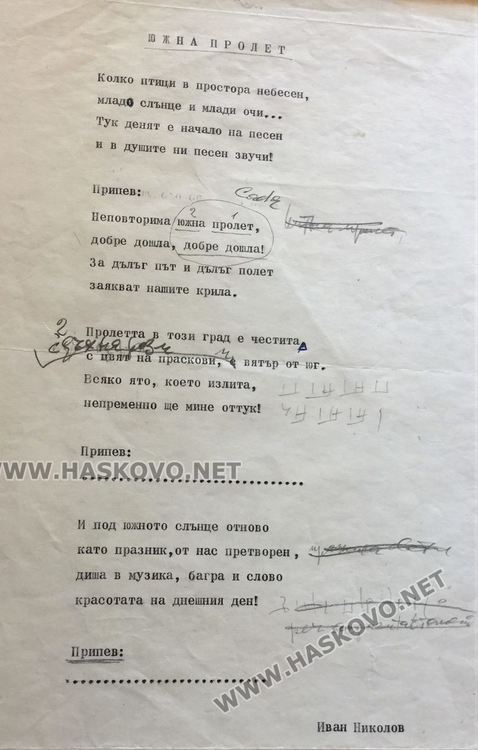 ЮЖНА ПРОЛЕТ
Колко птици в простора небесен,
младо слънце и млади очи...
Тук денят е начало на песен
и в душите ни песен звучи!
Припев:
Coda
2 1
Неповторима южна пролет,
добре дошла, добре дошла!
За дълъг път и дълъг полет
заякват нашите крила.
2
Пролетта в този град е честита
с цвят на праскови, с вятър от юг.
Всяко ято, което излита,
непременно ще мине оттук!
Припев:
WWW.HASKOVO.NET
И под южното слънце отново
като празник,от нас претворен,
диша в музика, багра и слово
красотата на днешния ден!
Припев:
WWW.HASKOVO.NET
Иван Николов